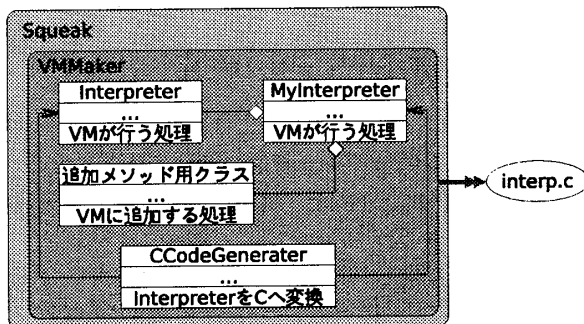 Squeak
VMMaker
Interpreter
...
VMが行う処理
MyInterpreter
...
VMが行う処理
追加メソッド用クラス
...
VMに追加する処理
CCodeGenerater
...
InterpreterをCへ変換
interp.c